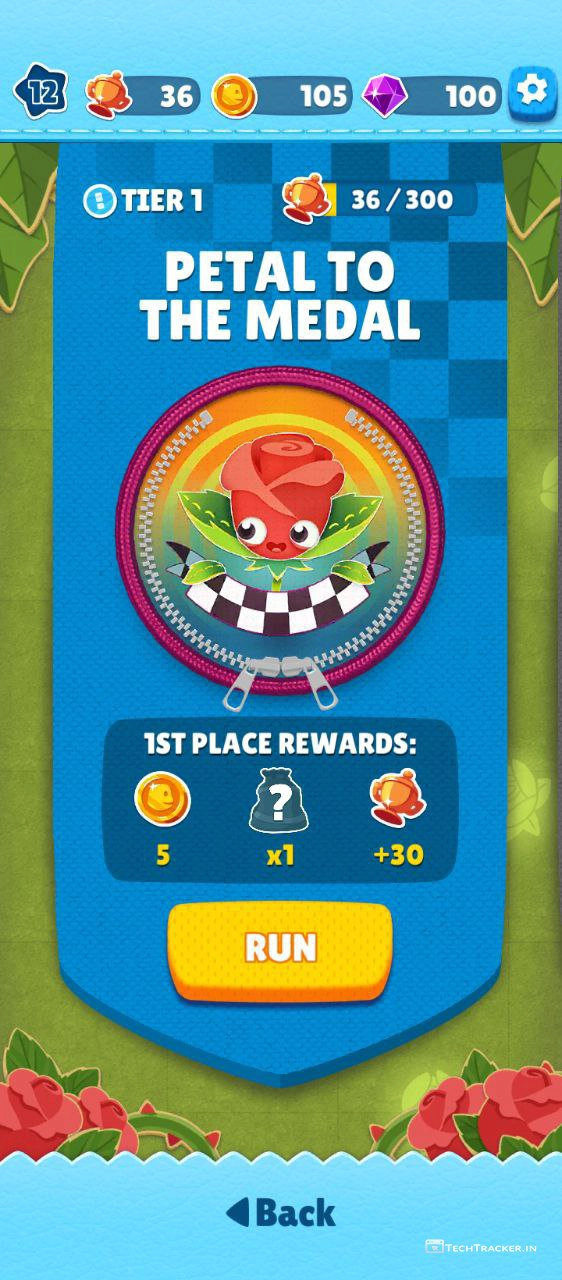 12
36
105
100
TIER 1
36 / 300
PETAL TO
THE MEDAL
1ST PLACE REWARDS:
?
5
x1
+30
RUN
Back
TECHTRACKER.IN